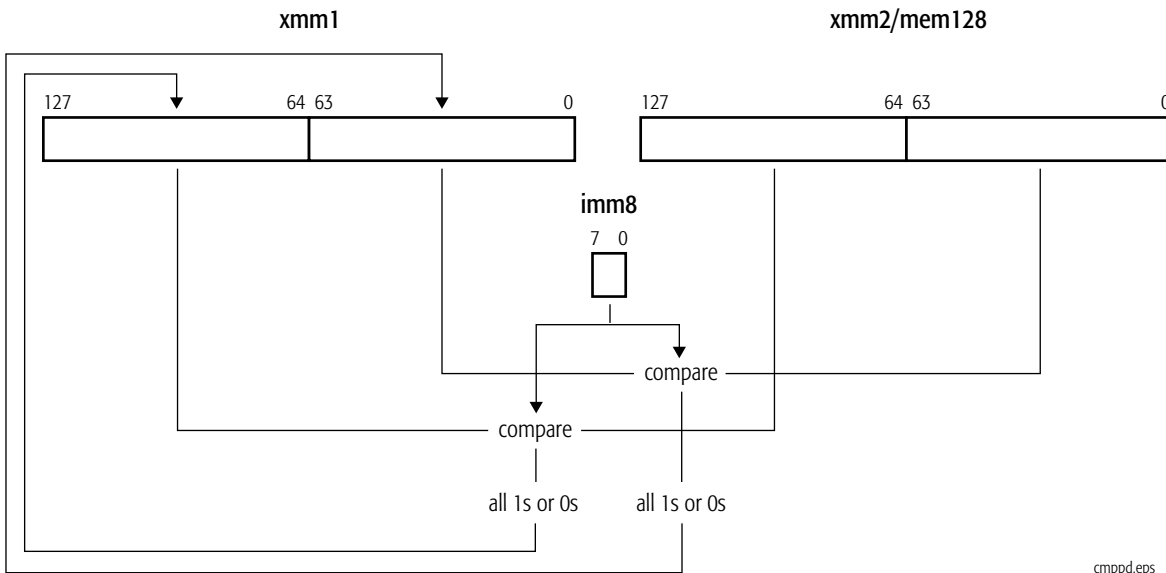 xmm1 xmm2/mem128
127 64 63 0 127 64 63 0
imm8
7 0
compare
compare
all 1s or 0s all 1s or 0s
cmppd.eps